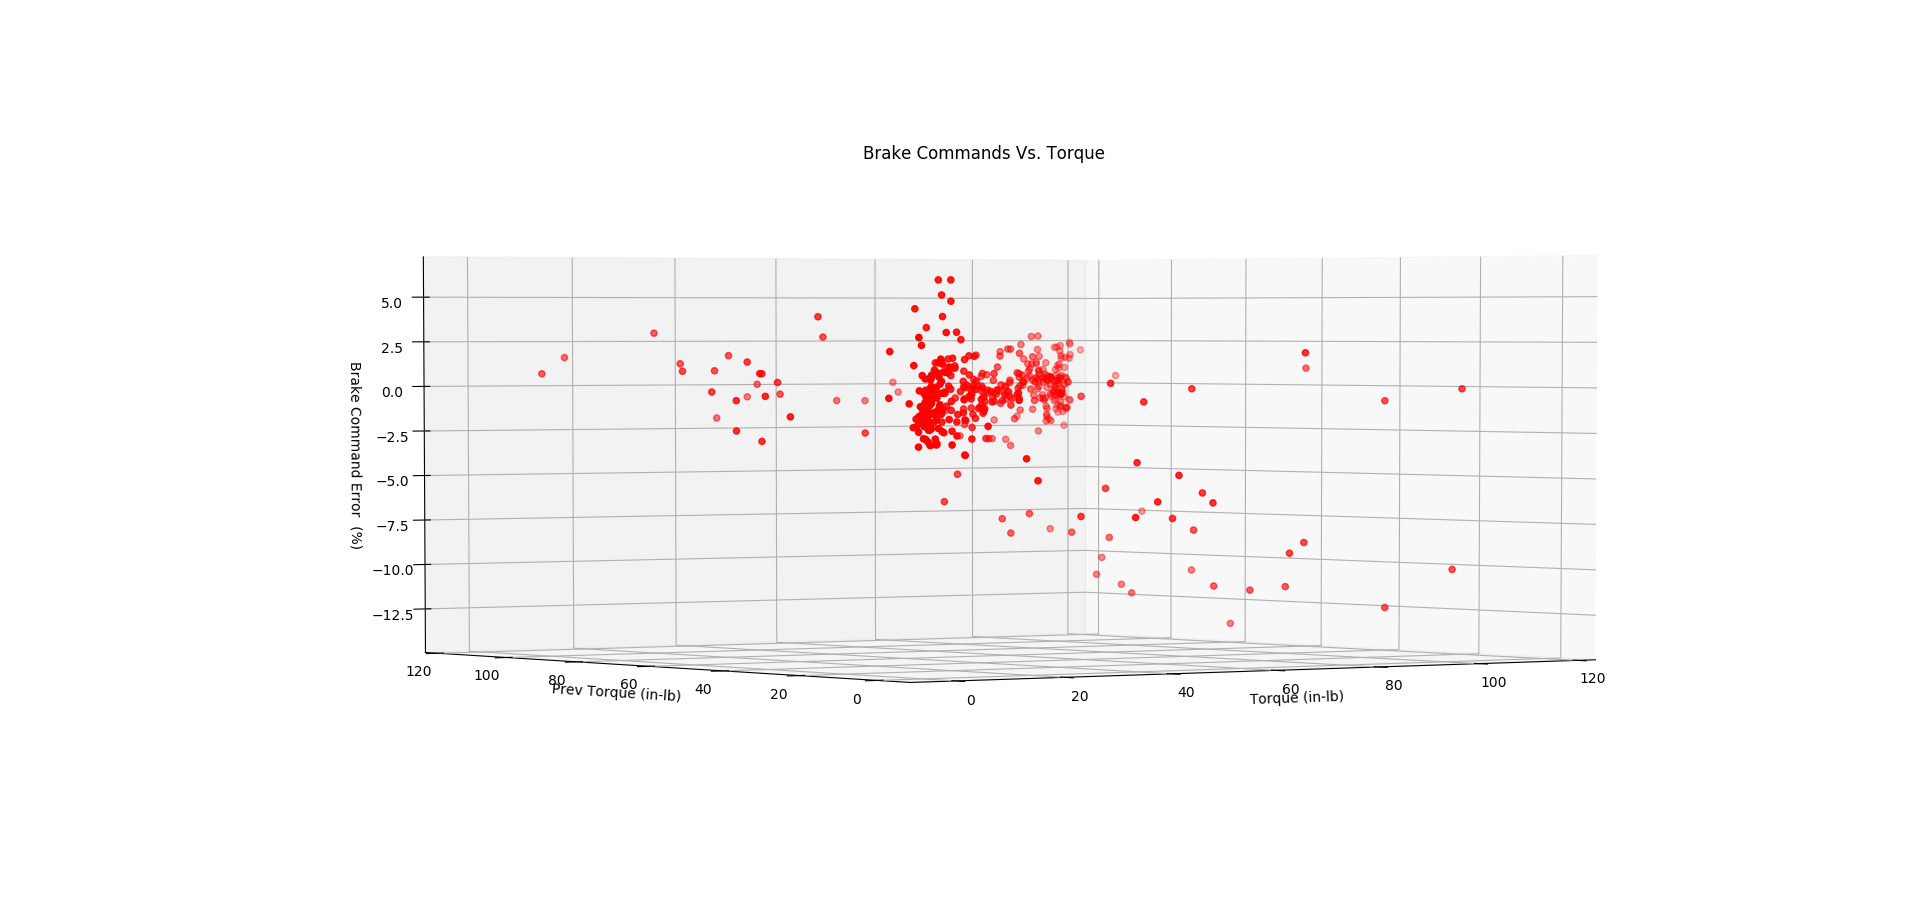 Brake Commands Vs. Torque
5.0
2.5
0.0
−2.5
−5.0
−7.5
−10.0
−12.5
Brake Command Error (%)
120 100 80 60 40 20 0
Prev Torque (in-lb)
0 20 40 60 80 100 120
Torque (in-lb)